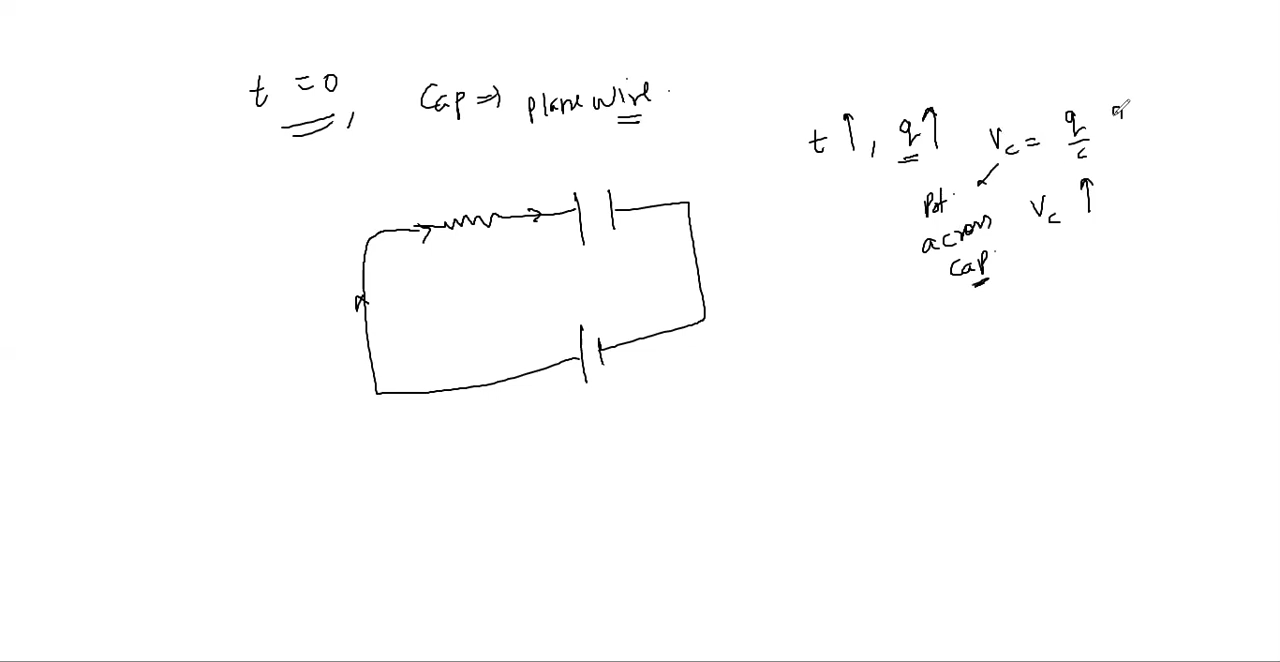 t = 0, Cap ⇒ plane wire.
t ↑, q ↑ V_c = q/c
Pot. across cap.
V_c ↑